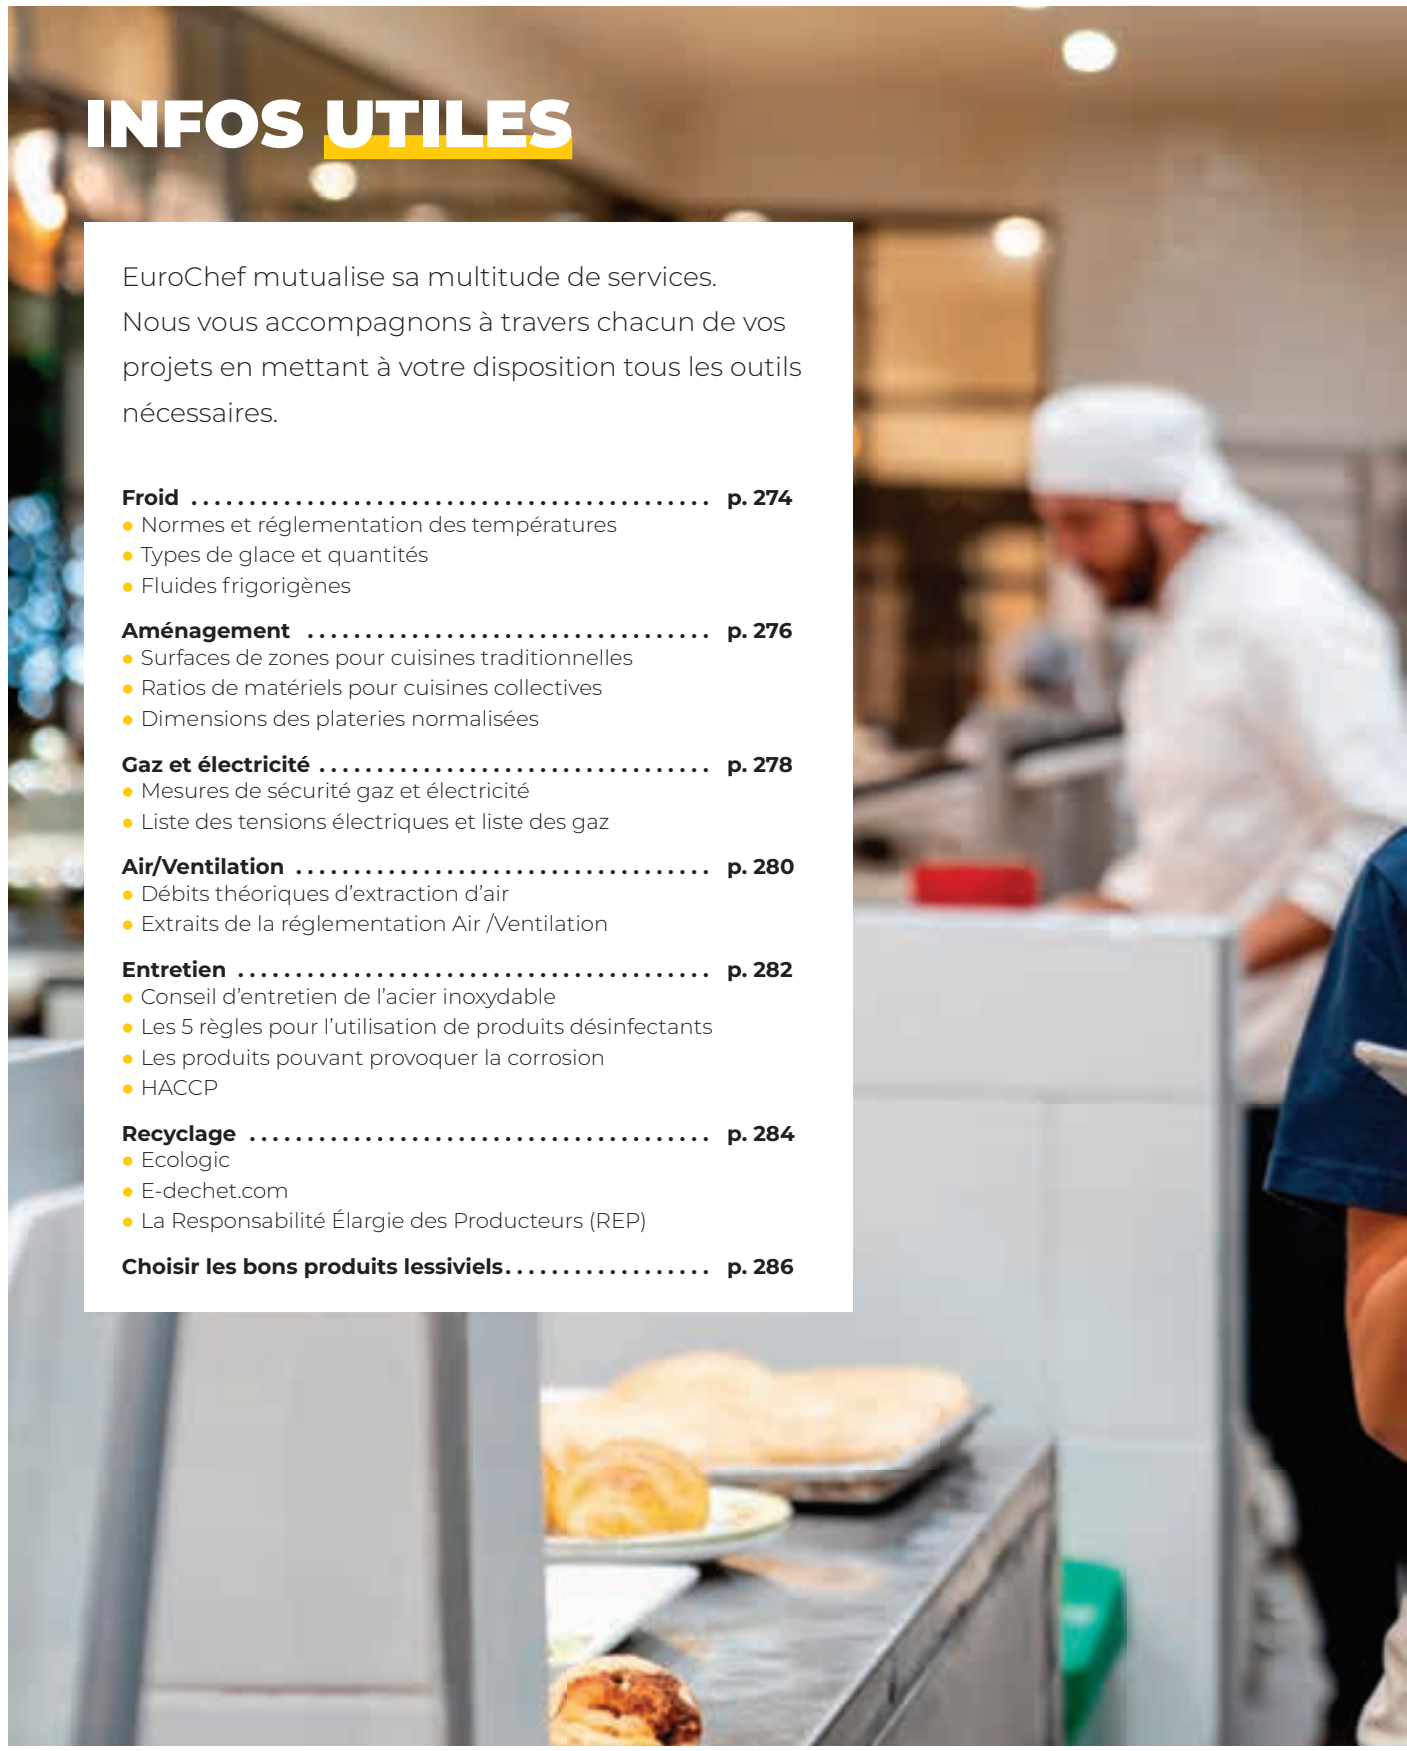 INFOS UTILES
EuroChef mutualise sa multitude de services.
Nous vous accompagnons à travers chacun de vos
projets en mettant à votre disposition tous les outils
nécessaires.
Froid ............................................. p. 274
● Normes et réglementation des températures
● Types de glace et quantités
● Fluides frigorigènes
Aménagement ................................... p. 276
● Surfaces de zones pour cuisines traditionnelles
● Ratios de matériels pour cuisines collectives
● Dimensions des plateries normalisées
Gaz et électricité .................................. p. 278
● Mesures de sécurité gaz et électricité
● Liste des tensions électriques et liste des gaz
Air/Ventilation .................................... p. 280
● Débits théoriques d’extraction d’air
● Extraits de la réglementation Air /Ventilation
Entretien ......................................... p. 282
● Conseil d’entretien de l’acier inoxydable
● Les 5 règles pour l’utilisation de produits désinfectants
● Les produits pouvant provoquer la corrosion
● HACCP
Recyclage ........................................ p. 284
● Ecologic
● E-dechet.com
● La Responsabilité Élargie des Producteurs (REP)
Choisir les bons produits lessiviels.................. p. 286